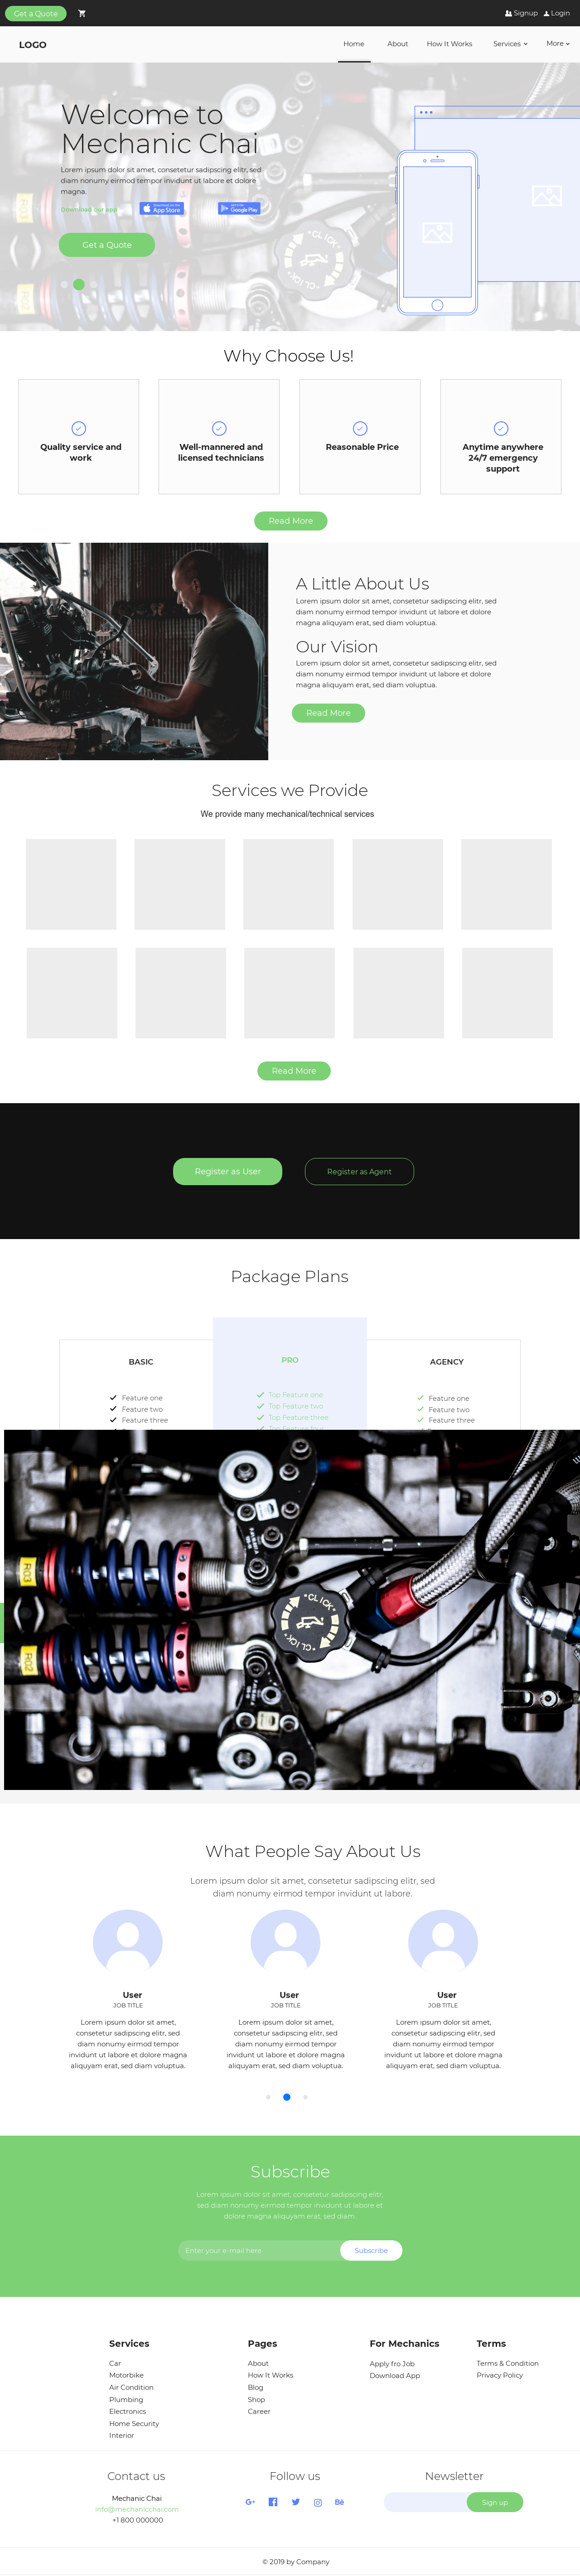 Get a Quote
Signup Login
LOGO
Home About How It Works Services More
Welcome to
Mechanic Chai
Lorem ipsum dolor sit amet, consetetur sadipscing elitr, sed
diam nonumy eirmod tempor invidunt ut labore et dolore
magna.
Download our app
Download on the
App Store
GET IT ON
Google Play
Get a Quote
CLICK
CLICK
Why Choose Us!
Quality service and
work
Well-mannered and
licensed technicians
Reasonable Price
Anytime anywhere
24/7 emergency
support
Read More
A Little About Us
Lorem ipsum dolor sit amet, consetetur sadipscing elitr, sed
diam nonumy eirmod tempor invidunt ut labore et dolore
magna aliquyam erat, sed diam voluptua.
Our Vision
Lorem ipsum dolor sit amet, consetetur sadipscing elitr, sed
diam nonumy eirmod tempor invidunt ut labore et dolore
magna aliquyam erat, sed diam voluptua.
Read More
Services we Provide
We provide many mechanical/technical services
Read More
Register as User
Register as Agent
Package Plans
BASIC
Feature one
Feature two
Feature three
PRO
Top Feature one
Top Feature two
Top Feature three
Top Feature four
AGENCY
Feature one
Feature two
Feature three
R03
R02
CLICK
CLICK
What People Say About Us
Lorem ipsum dolor sit amet, consetetur sadipscing elitr, sed
diam nonumy eirmod tempor invidunt ut labore.
User
JOB TITLE
Lorem ipsum dolor sit amet,
consetetur sadipscing elitr, sed
diam nonumy eirmod tempor
invidunt ut labore et dolore magna
aliquyam erat, sed diam voluptua.
User
JOB TITLE
Lorem ipsum dolor sit amet,
consetetur sadipscing elitr, sed
diam nonumy eirmod tempor
invidunt ut labore et dolore magna
aliquyam erat, sed diam voluptua.
User
JOB TITLE
Lorem ipsum dolor sit amet,
consetetur sadipscing elitr, sed
diam nonumy eirmod tempor
invidunt ut labore et dolore magna
aliquyam erat, sed diam voluptua.
Subscribe
Lorem ipsum dolor sit amet, consetetur sadipscing elitr,
sed diam nonumy eirmod tempor invidunt ut labore et
dolore magna aliquyam erat, sed diam
Enter your e-mail here
Subscribe
Services
Car
Motorbike
Air Condition
Plumbing
Electronics
Home Security
Interior
Pages
About
How It Works
Blog
Shop
Career
For Mechanics
Apply fro Job
Download App
Terms
Terms & Condition
Privacy Policy
Contact us
Mechanic Chai
info@mechanicchai.com
+1 800 000000
Follow us
G+
Bē
Newsletter
Sign up
© 2019 by Company